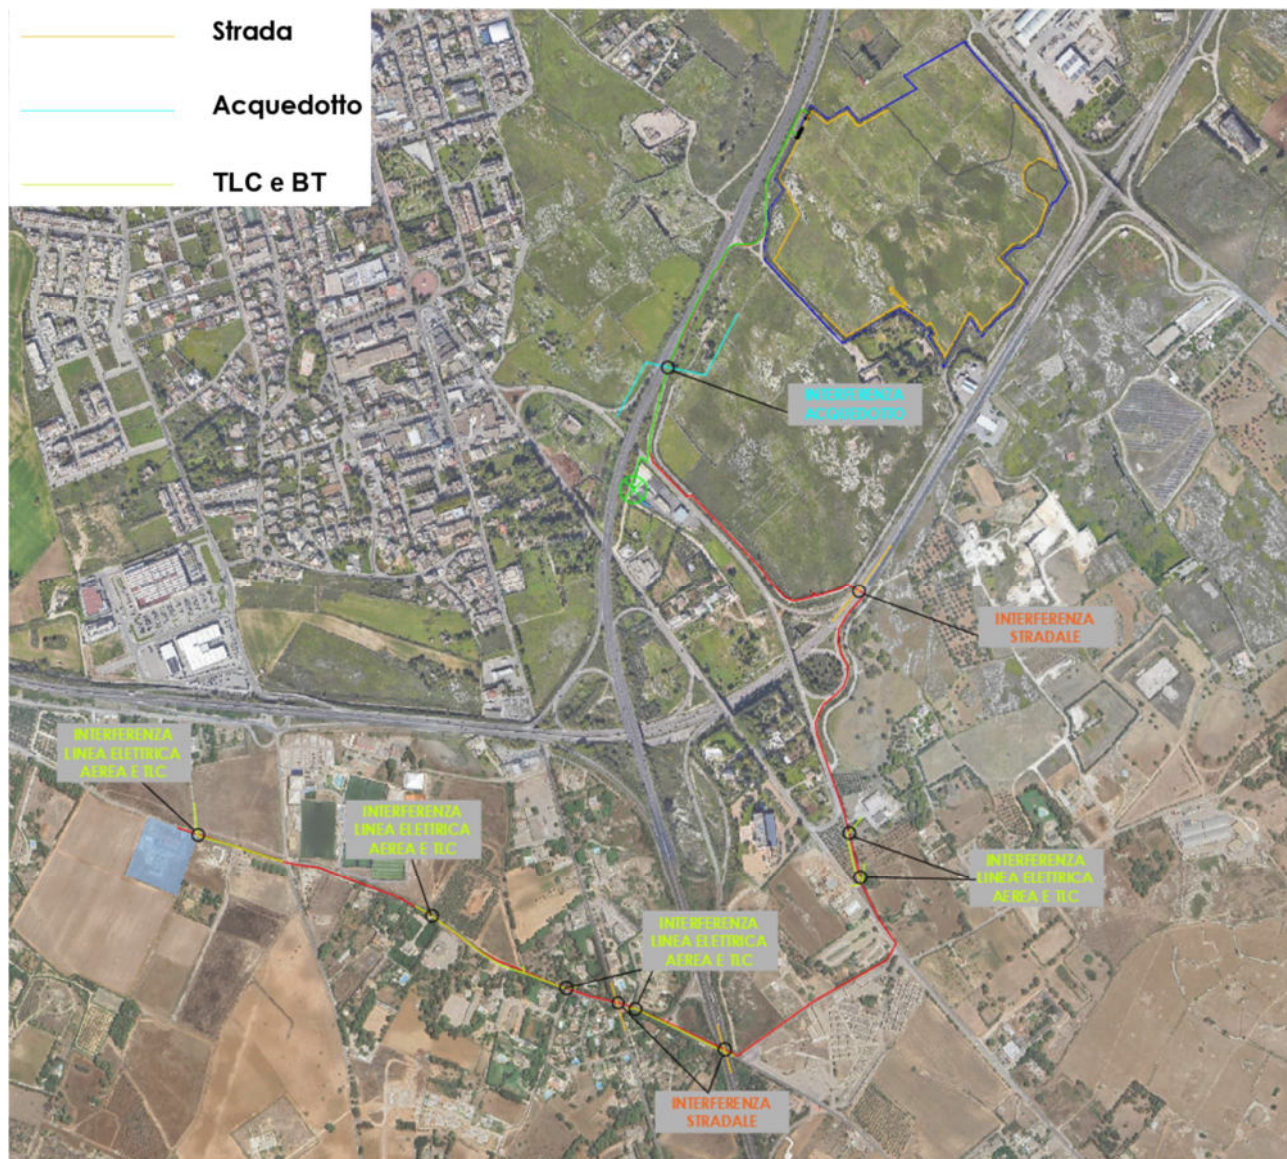 Strada
Acquedotto
TLC e BT
INTERFERENZA
ACQUEDOTTO
INTERFERENZA
STRADALE
INTERFERENZA
LINEA ELETTRICA
AEREA E TLC
INTERFERENZA
LINEA ELETTRICA
AEREA E TLC
INTERFERENZA
LINEA ELETTRICA
AEREA E TLC
INTERFERENZA
LINEA ELETTRICA
AEREA E TLC
INTERFERENZA
STRADALE